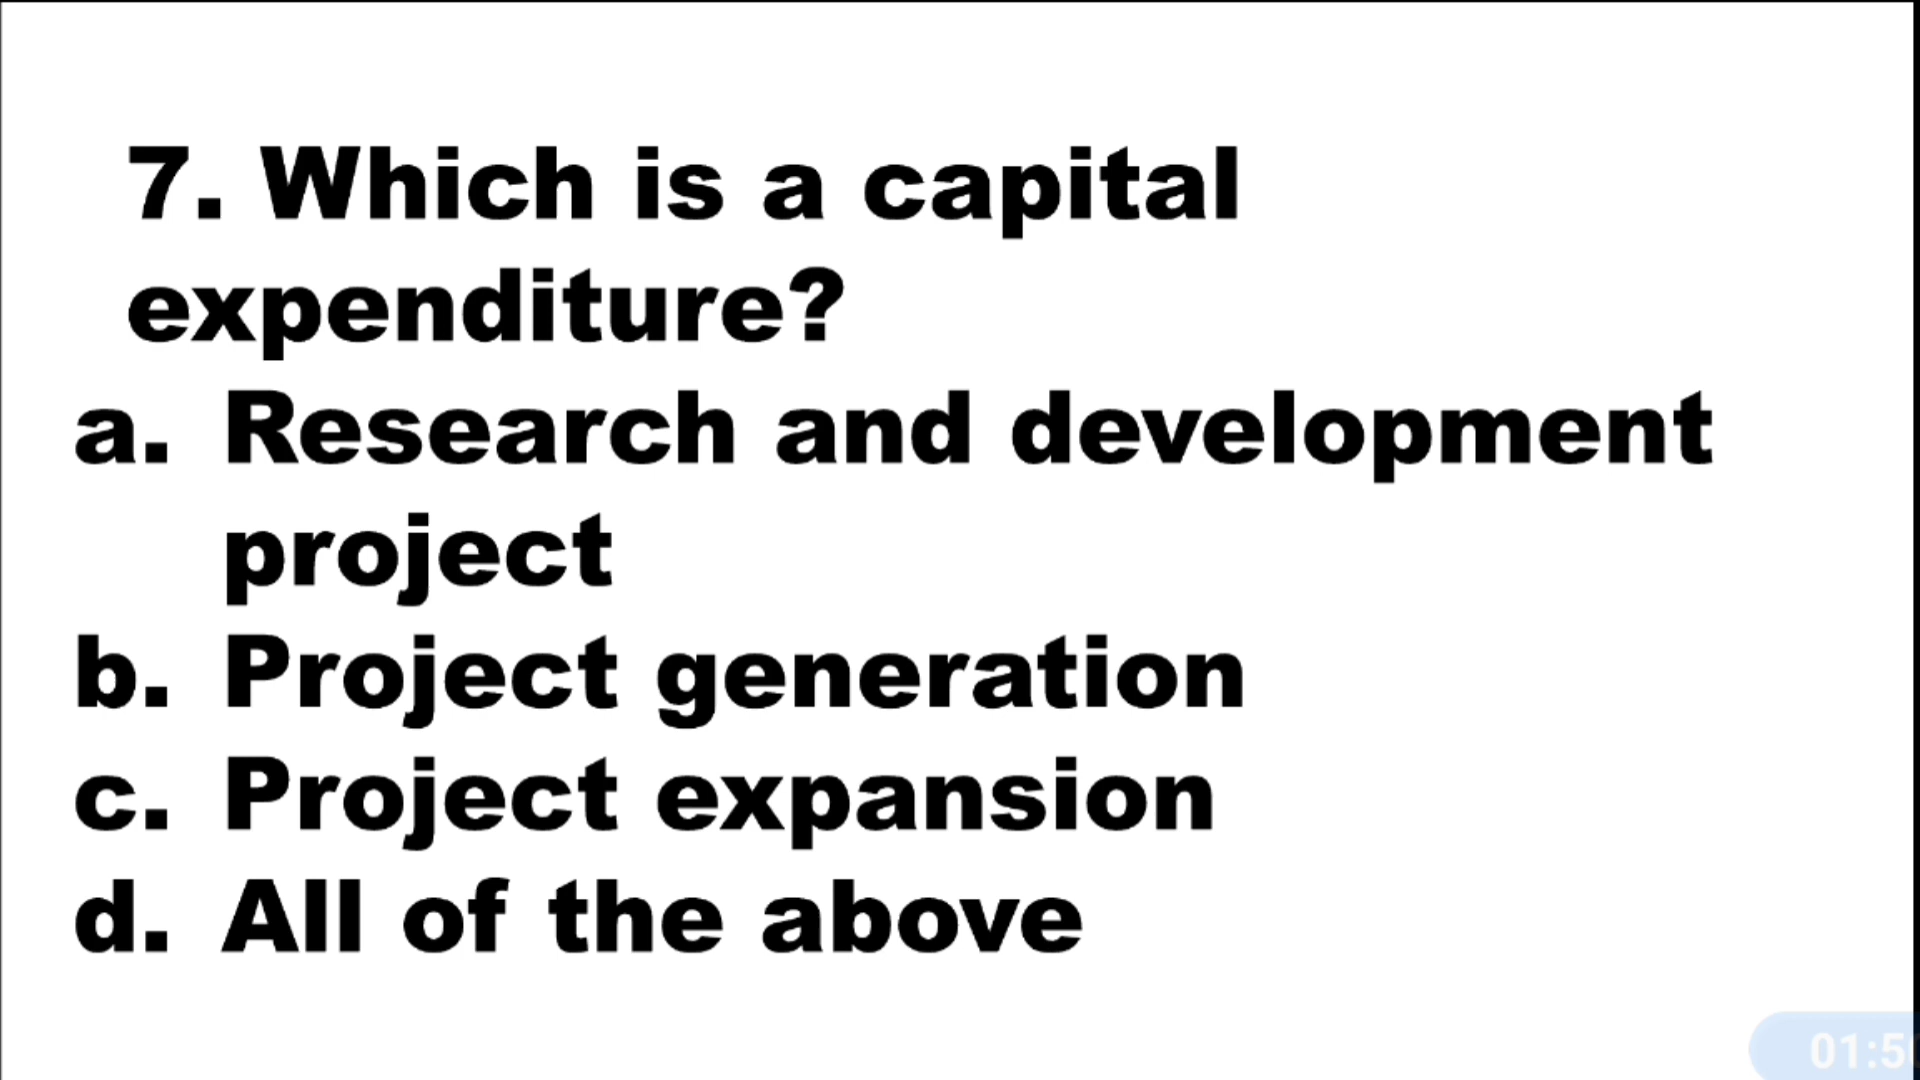 7. Which is a capital
expenditure?
a. Research and development
project
b. Project generation
c. Project expansion
d. All of the above